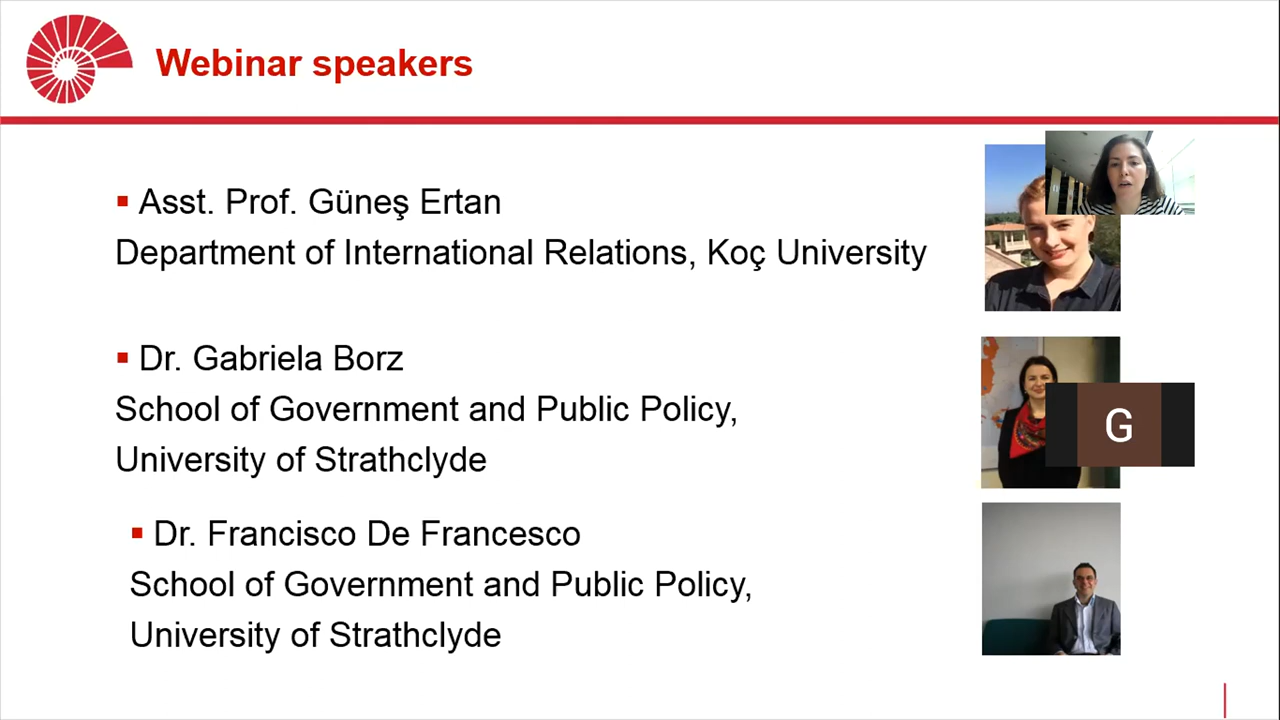 Webinar speakers
Asst. Prof. Güneş Ertan
Department of International Relations, Koç University
Dr. Gabriela Borz
School of Government and Public Policy,
University of Strathclyde
G
Dr. Francisco De Francesco
School of Government and Public Policy,
University of Strathclyde